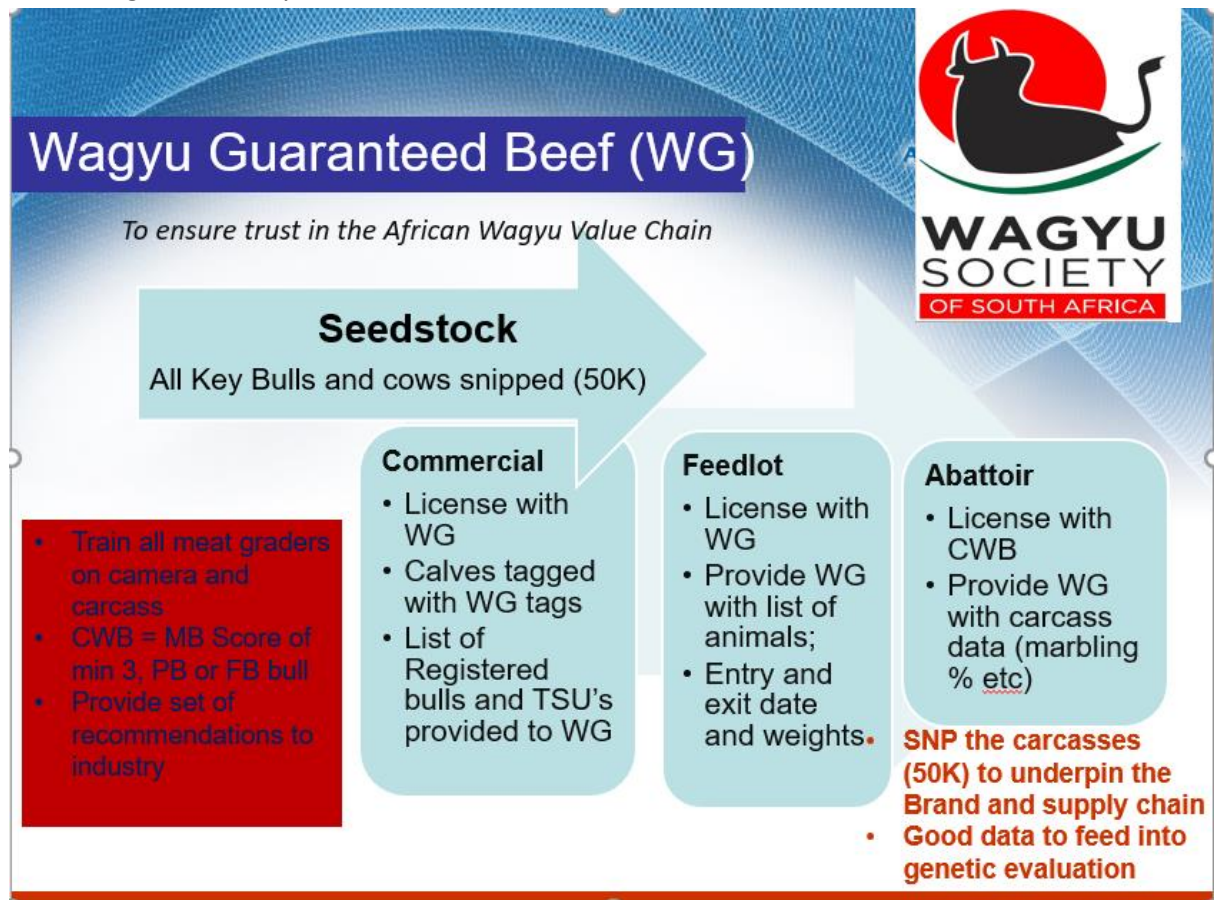 Wagyu Guaranteed Beef (WG)
To ensure trust in the African Wagyu Value Chain
WAGYU
SOCIETY
OF SOUTH AFRICA
Seedstock
All Key Bulls and cows snipped (50K)
• Train all meat graders
on camera and
carcass
• CWB = MB Score of
min 3, PB or FB bull
• Provide set of
recommendations to
industry
Commercial
• License with
WG
• Calves tagged
with WG tags
• List of
Registered
bulls and TSU's
provided to WG
Feedlot
• License with
WG
• Provide WG
with list of
animals;
• Entry and
exit date
and weights
Abattoir
• License with
CWB
• Provide WG
with carcass
data (marbling
% etc)
• SNP the carcasses
(50K) to underpin the
Brand and supply chain
• Good data to feed into
genetic evaluation